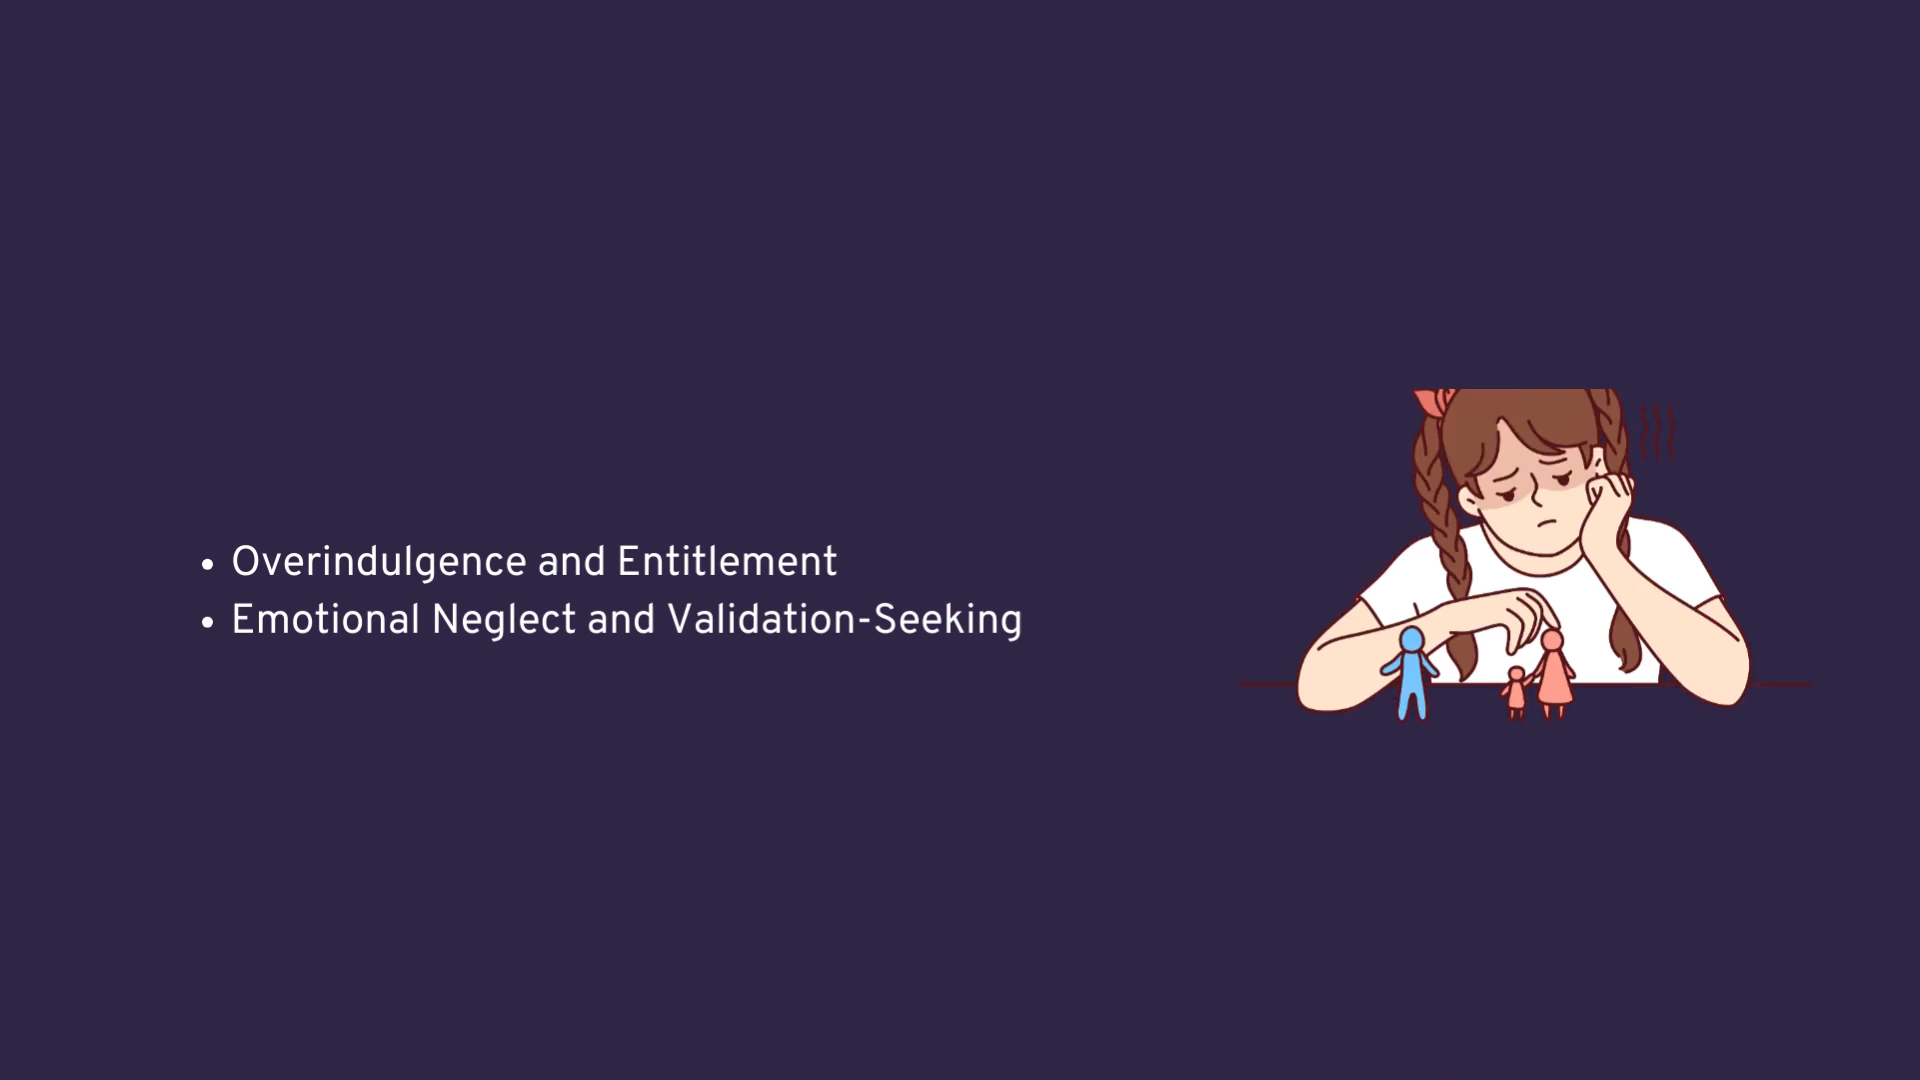 • Overindulgence and Entitlement
• Emotional Neglect and Validation-Seeking